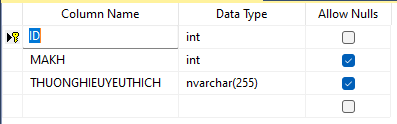 Column Name Data Type Allow Nulls
ID int
MAKH int
THUONGHIEUYEUTHICH nvarchar(255)